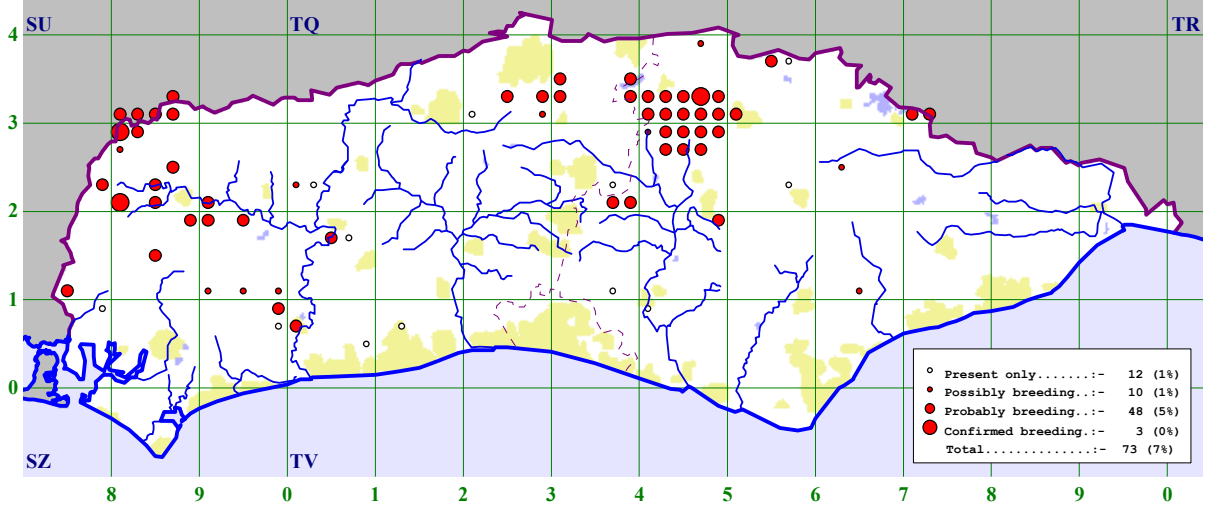 SU TQ TR
4
3
2
1
0
Present only.......:- 12 (1%)
Possibly breeding..:- 10 (1%)
Probably breeding..:- 48 (5%)
Confirmed breeding.:- 3 (0%)
Total..............:- 73 (7%)
SZ TV
8 9 0 1 2 3 4 5 6 7 8 9 0